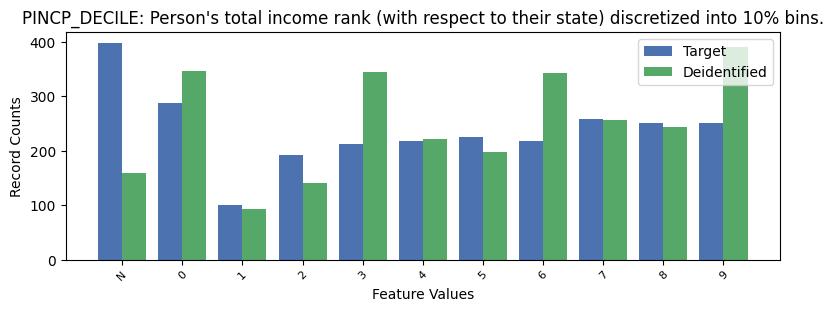 PINCP_DECILE: Person's total income rank (with respect to their state) discretized into 10% bins.
Target
Deidentified
Record Counts
400
300
200
100
0
N 0 1 2 3 4 5 6 7 8 9
Feature Values